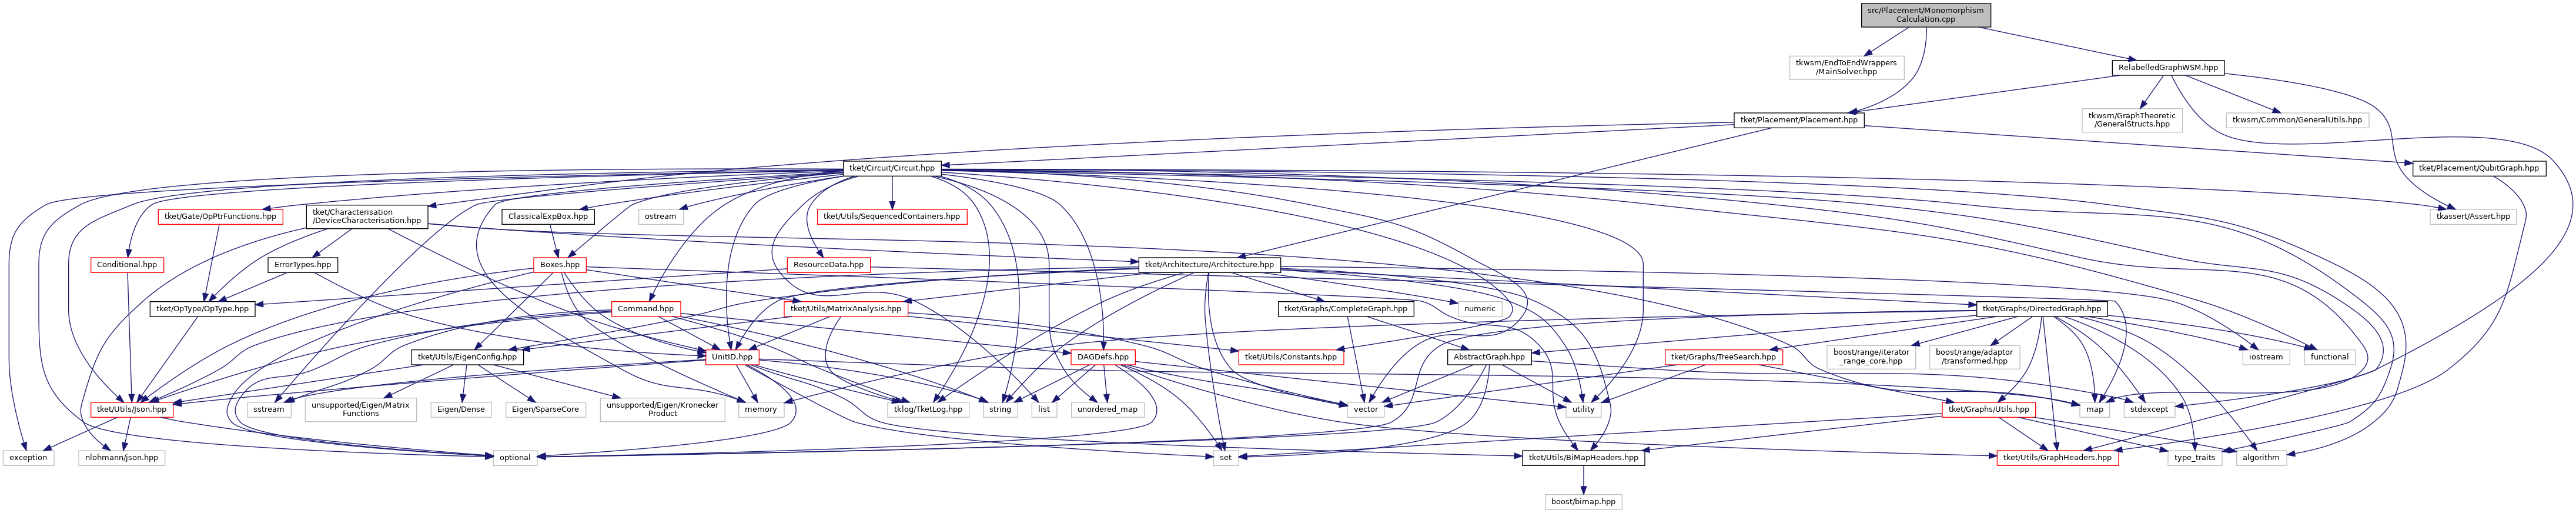 src/Placement/Monomorphism
Calculation.cpp
tkwsm/EndToEndWrappers
/MainSolver.hpp
RelabelledGraphWSM.hpp
tket/Placement/Placement.hpp
tkwsm/GraphTheoretic
/GeneralStructs.hpp
tkwsm/Common/GeneralUtils.hpp
tket/Circuit/Circuit.hpp
tket/Placement/QubitGraph.hpp
tket/Gate/OpPtrFunctions.hpp
tket/Characterisation
/DeviceCharacterisation.hpp
ClassicalExpBox.hpp
ostream
tket/Utils/SequencedContainers.hpp
tkassert/Assert.hpp
Conditional.hpp
ErrorTypes.hpp
Boxes.hpp
ResourceData.hpp
tket/Architecture/Architecture.hpp
tket/OpType/OpType.hpp
Command.hpp
tket/Utils/MatrixAnalysis.hpp
tket/Graphs/CompleteGraph.hpp
numeric
tket/Graphs/DirectedGraph.hpp
tket/Utils/EigenConfig.hpp
UnitID.hpp
DAGDefs.hpp
tket/Utils/Constants.hpp
AbstractGraph.hpp
tket/Graphs/TreeSearch.hpp
boost/range/iterator
_range_core.hpp
boost/range/adaptor
/transformed.hpp
iostream
functional
tket/Utils/Json.hpp
sstream
unsupported/Eigen/Matrix
Functions
Eigen/Dense
Eigen/SparseCore
unsupported/Eigen/Kronecker
Product
memory
tklog/TketLog.hpp
string
list
unordered_map
vector
utility
tket/Graphs/Utils.hpp
map
stdexcept
exception
nlohmann/json.hpp
optional
set
tket/Utils/BiMapHeaders.hpp
tket/Utils/GraphHeaders.hpp
type_traits
algorithm
boost/bimap.hpp